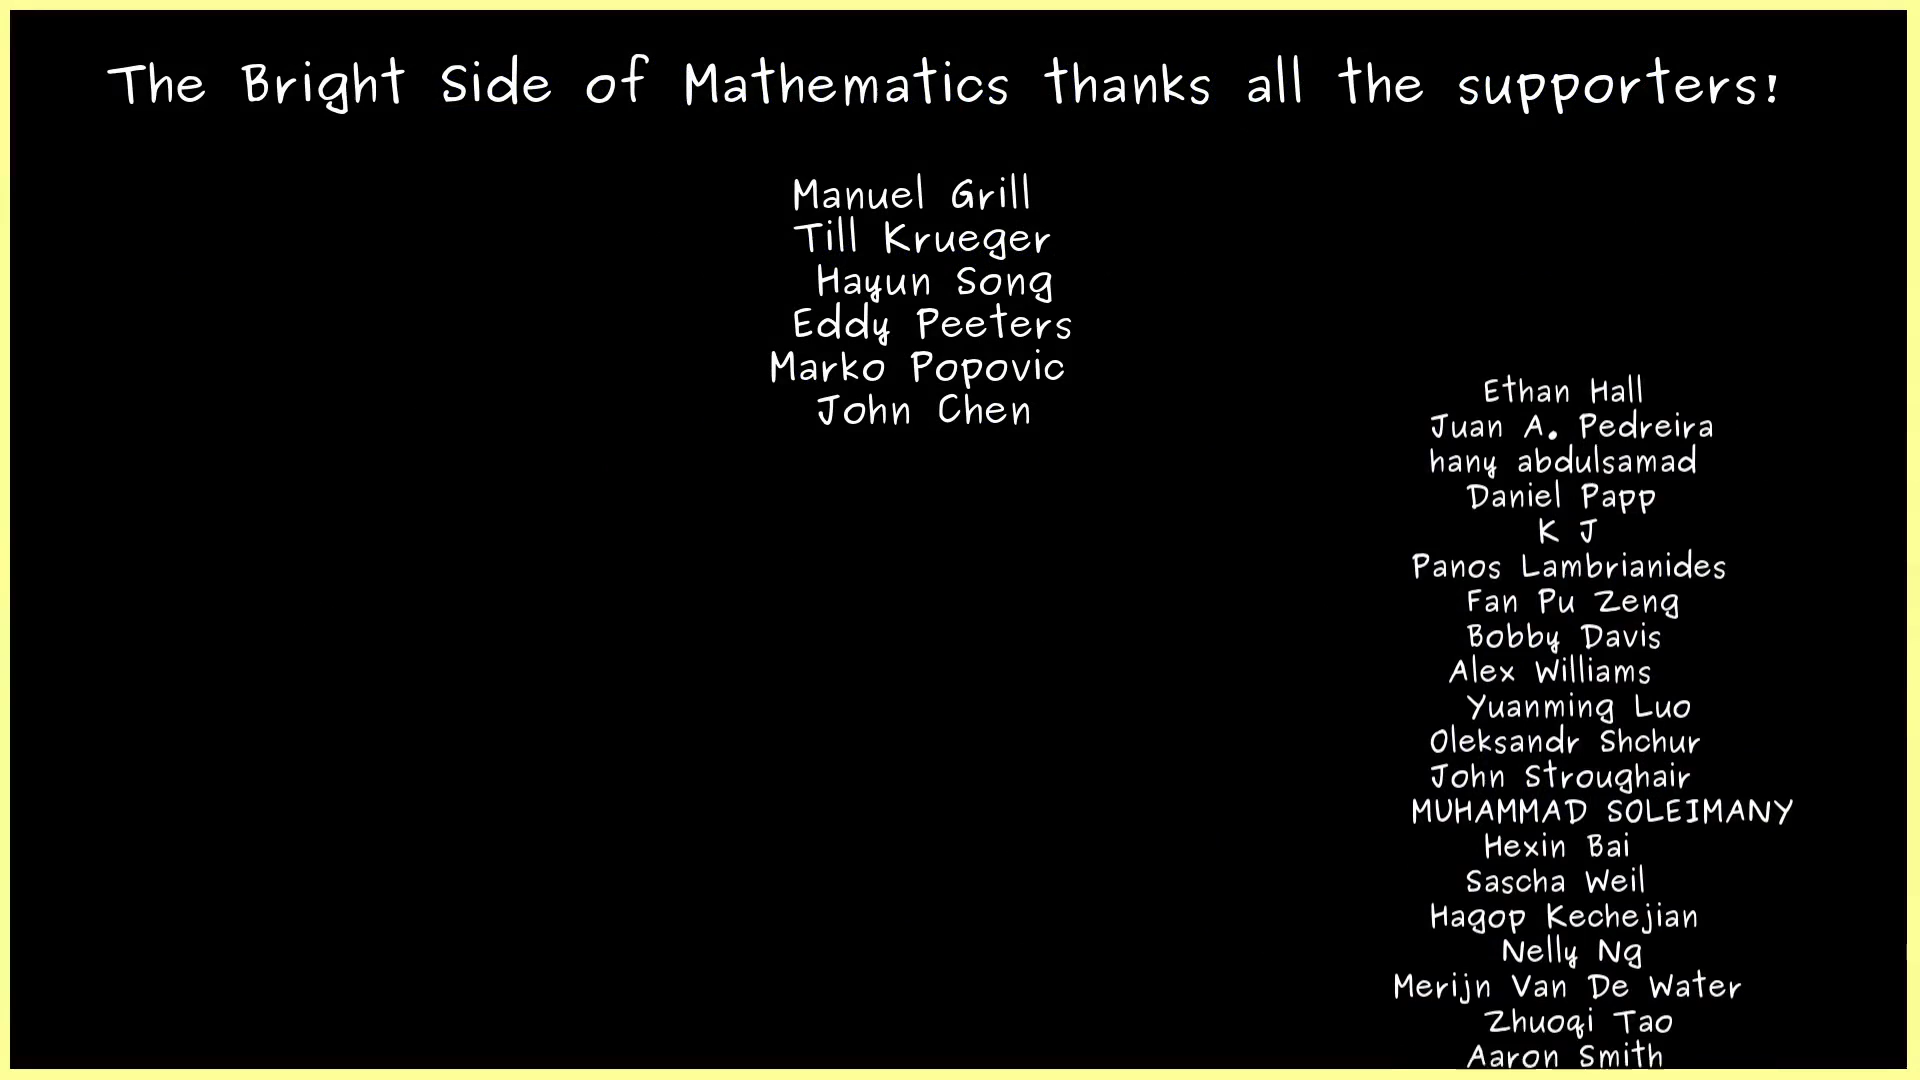 The Bright Side of Mathematics thanks all the supporters!
Manuel Grill
Till Krueger
Hayun Song
Eddy Peeters
Marko Popovic
John Chen
Ethan Hall
Juan A. Pedreira
hany abdulsamad
Daniel Papp
K J
Panos Lambrianides
Fan Pu Zeng
Bobby Davis
Alex Williams
Yuanming Luo
Oleksandr Shchur
John Stroughair
MUHAMMAD SOLEIMANY
Hexin Bai
Sascha Weil
Hagop Kechejian
Nelly Ng
Merijn Van De Water
Zhuoqi Tao
Aaron Smith